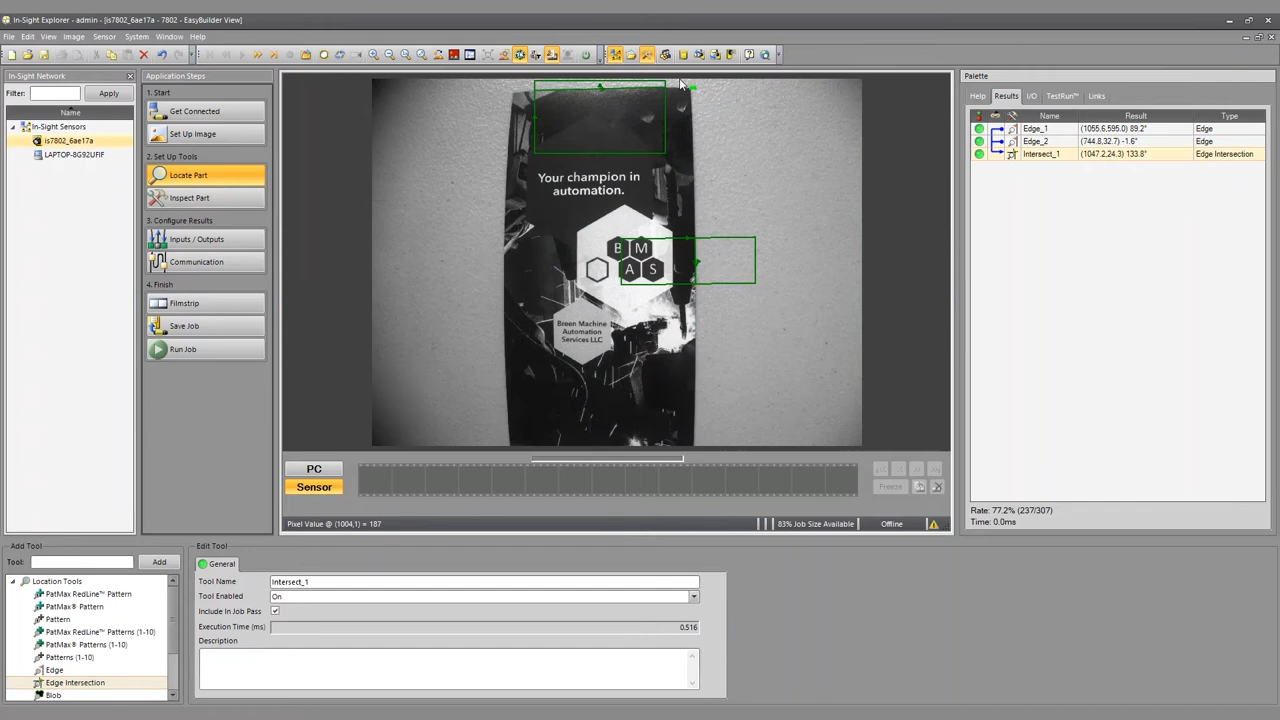 In-Sight Explorer - admin - [is7802_6ae17a - 7802 - EasyBuilder View]
File Edit View Image Sensor System Window Help
In-Sight Network
Filter:
Apply
Name
In-Sight Sensors
is7802_6ae17a
LAPTOP-8G92UFIF
Application Steps
1. Start
Get Connected
Set Up Image
2. Set Up Tools
Locate Part
Inspect Part
3. Configure Results
Inputs / Outputs
Communication
4. Finish
Filmstrip
Save Job
Run Job
Your champion in
automation.
B M
A S
Breen Machine
Automation
Services LLC
PC
Sensor
Freeze
Pixel Value @ (1004,1) = 187
83% Job Size Available
Offline
Palette
Help Results I/O TestRun™ Links
Name Result Type
Edge_1 (1055.6,595.0) 89.2° Edge
Edge_2 (744.8,32.7) -1.6° Edge
Intersect_1 (1047.2,24.3) 133.8° Edge Intersection
Rate: 77.2% (237/307)
Time: 0.0ms
Add Tool
Tool:
Add
Location Tools
PatMax RedLine™ Pattern
PatMax® Pattern
Pattern
PatMax RedLine™ Patterns (1-10)
PatMax® Patterns (1-10)
Patterns (1-10)
Edge
Edge Intersection
Blob
Edit Tool
General
Tool Name Intersect_1
Tool Enabled On
Include In Job Pass
Execution Time (ms) 0.516
Description